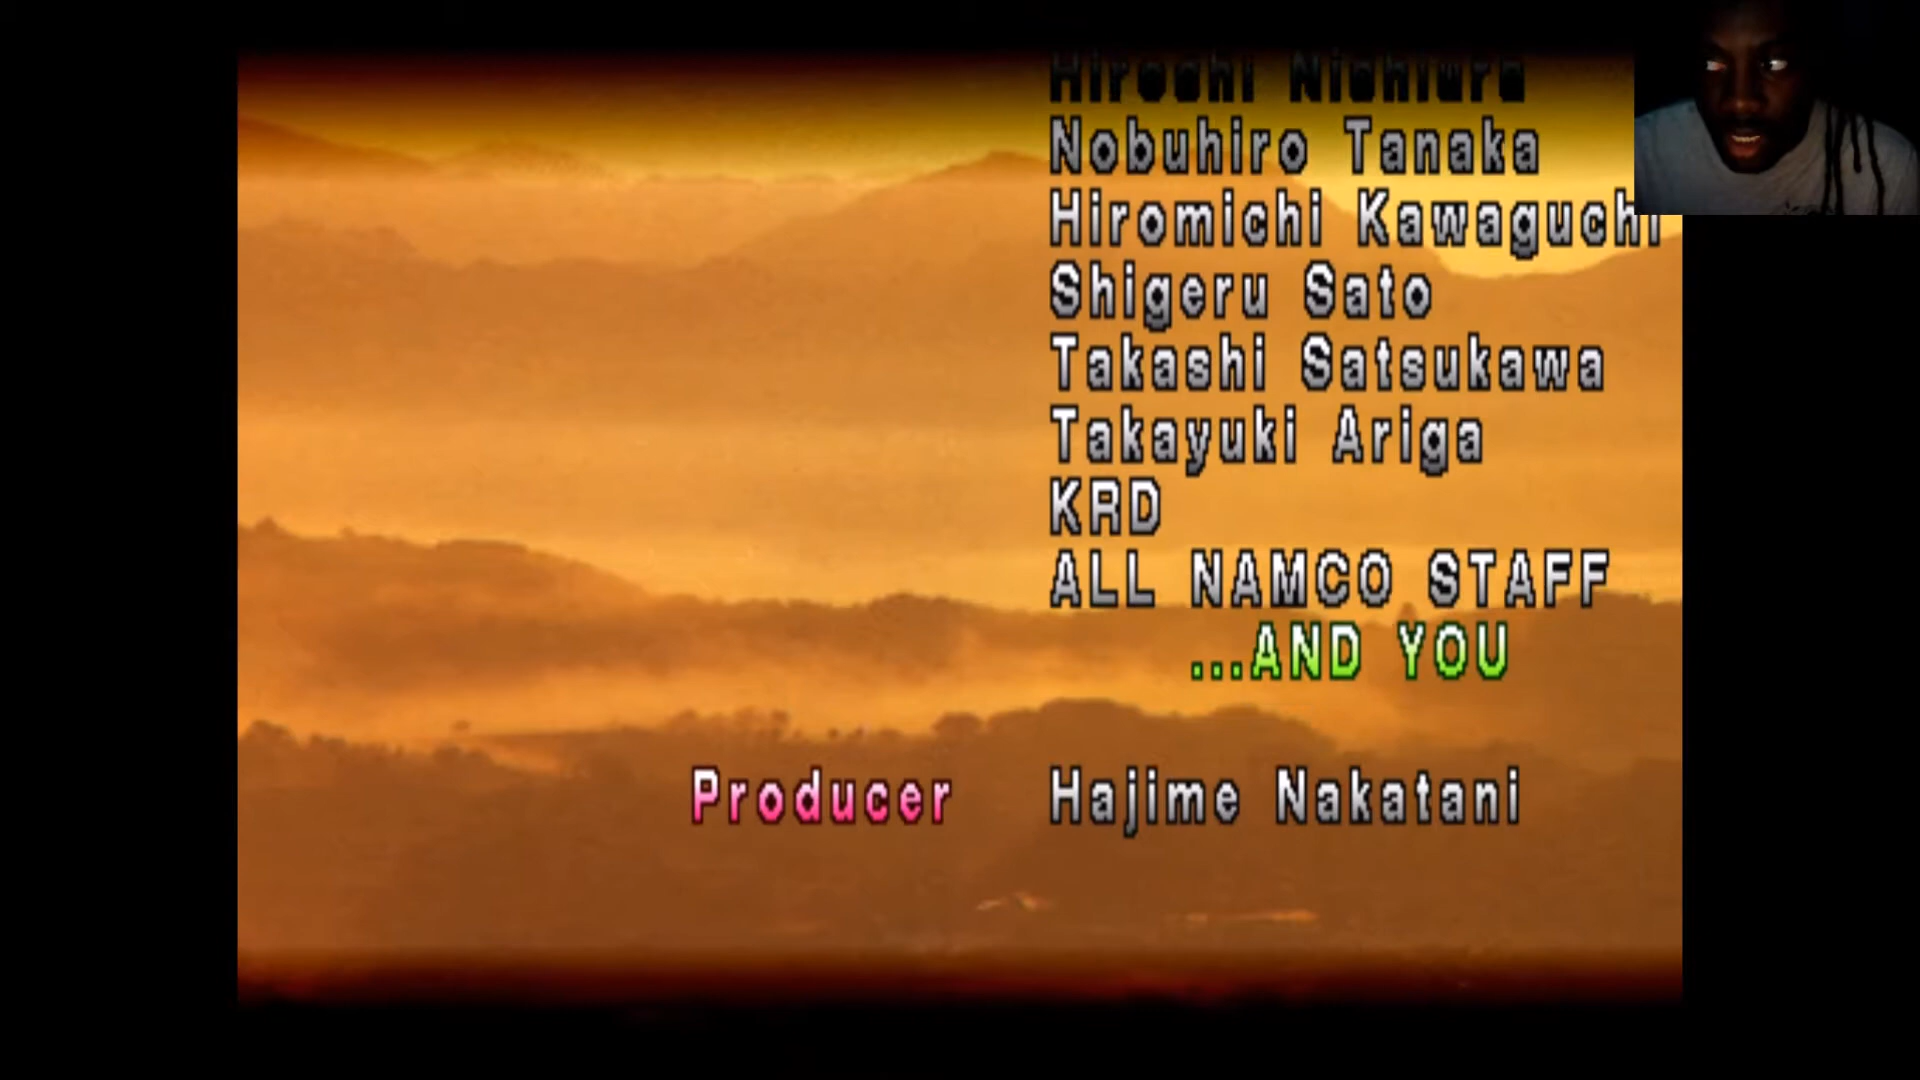 Nobuhiro Tanaka
Hiromichi Kawaguchi
Shigeru Sato
Takashi Satsukawa
Takayuki Ariga
KRD
ALL NAMCO STAFF
...AND YOU
Producer Hajime Nakatani